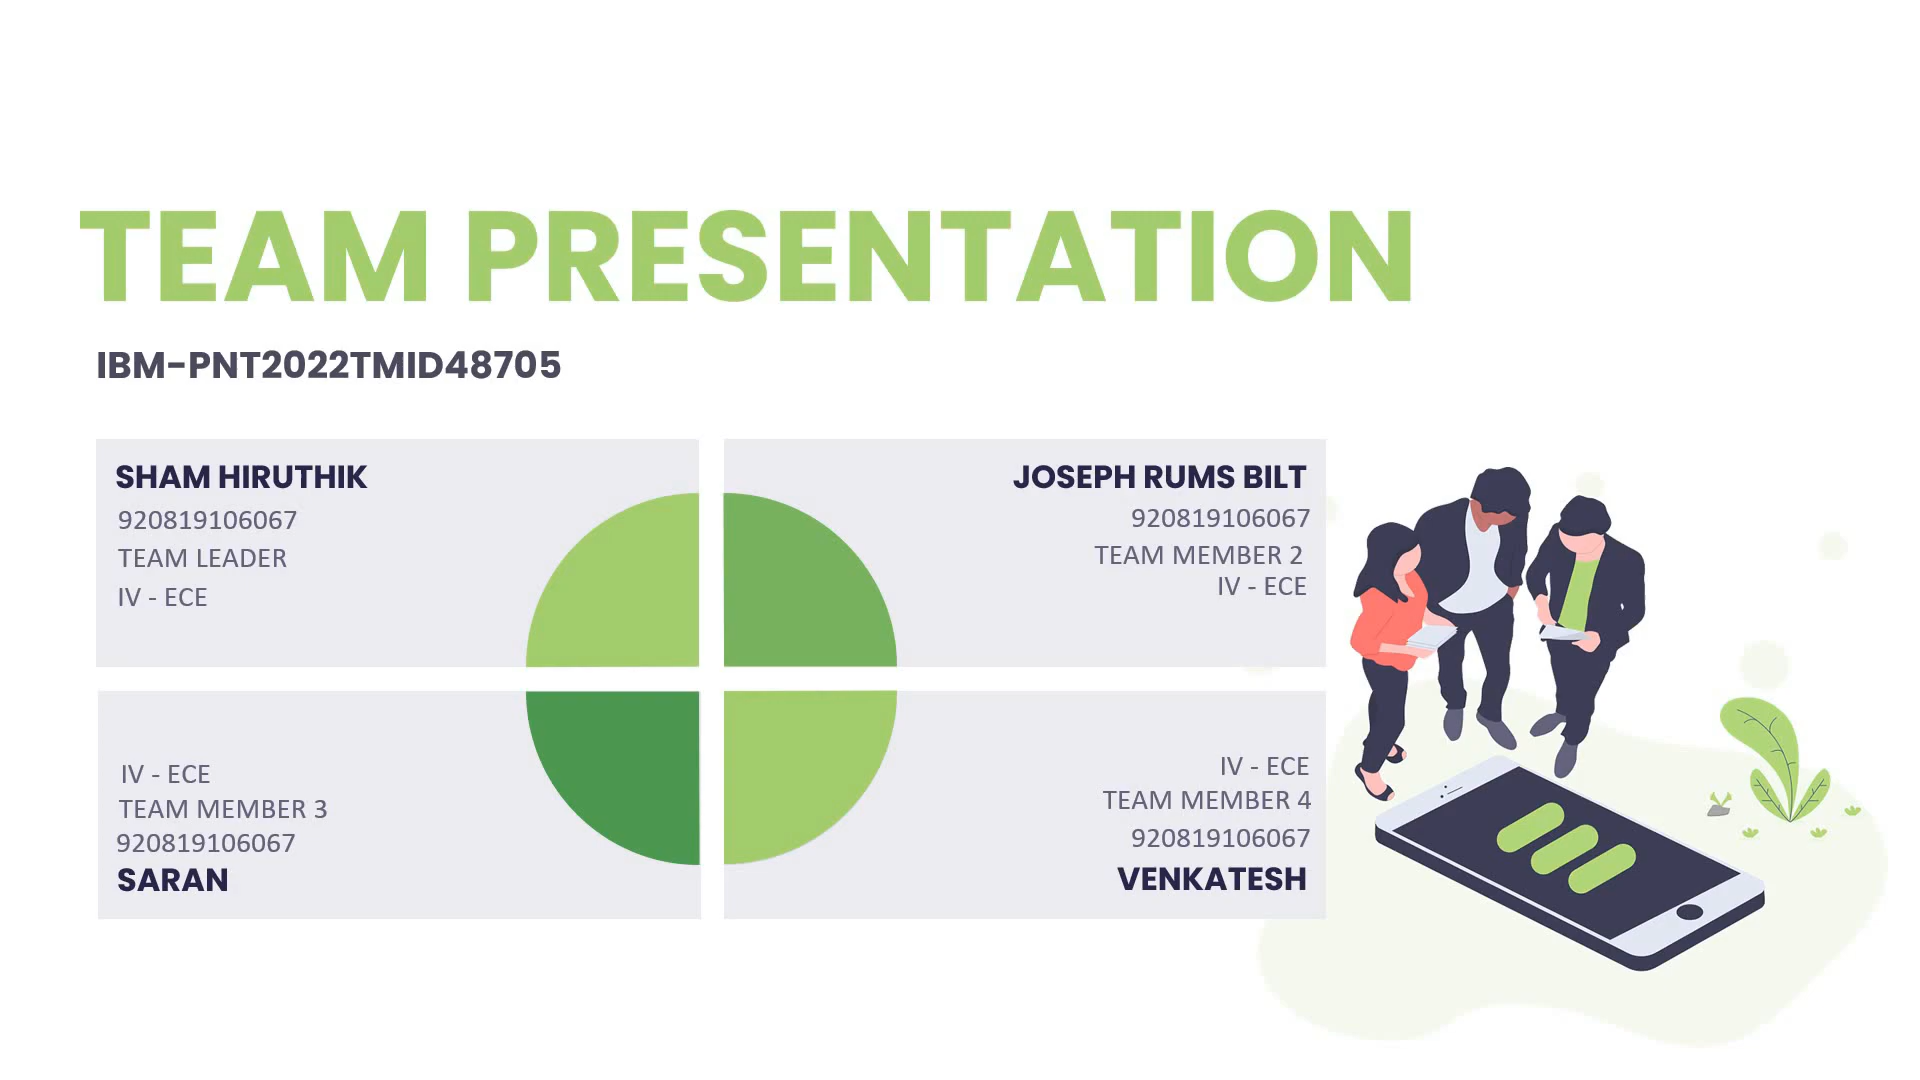 TEAM PRESENTATION
IBM-PNT2022TMID48705
SHAM HIRUTHIK
920819106067
TEAM LEADER
IV - ECE
JOSEPH RUMS BILT
920819106067
TEAM MEMBER 2
IV - ECE
IV - ECE
TEAM MEMBER 3
920819106067
SARAN
IV - ECE
TEAM MEMBER 4
920819106067
VENKATESH